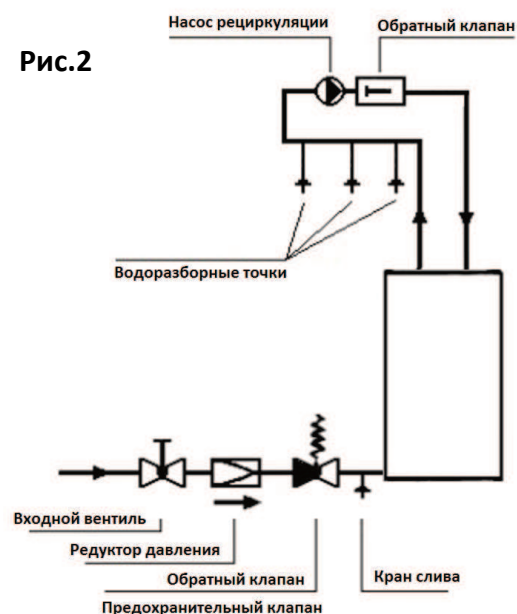 Насос рециркуляции
Обратный клапан
Рис.2
Водоразборные точки
Входной вентиль
Редуктор давления
Обратный клапан
Кран слива
Предохранительный клапан